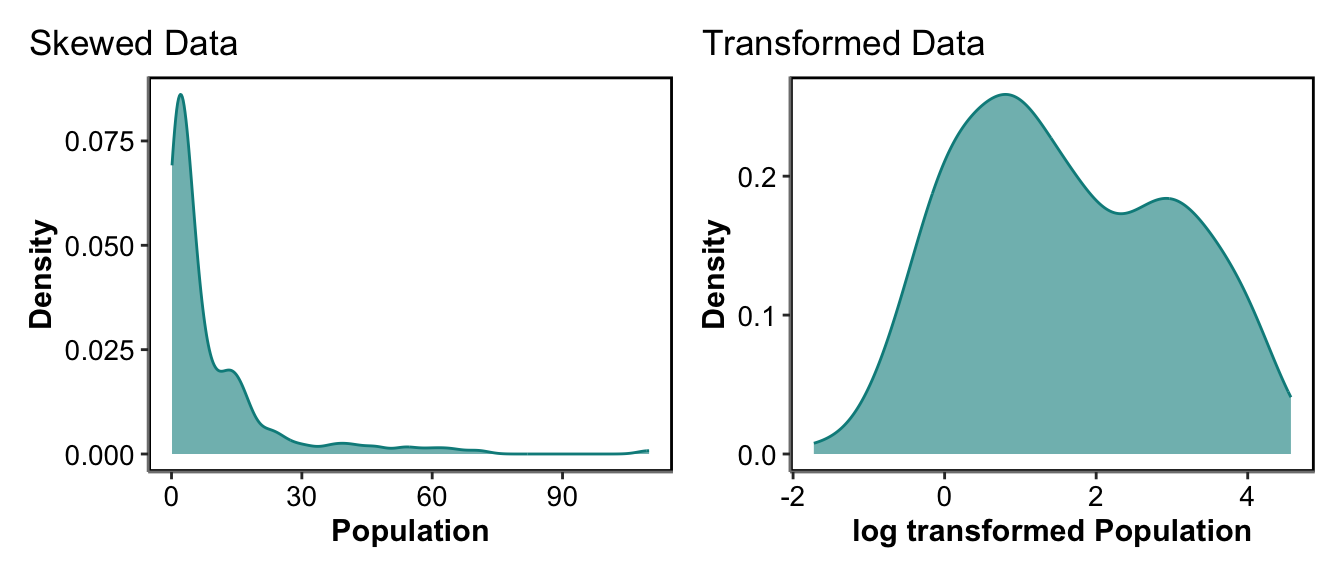 Skewed Data
Density
0.075
0.050
0.025
0.000
0
30
60
90
Population
Transformed Data
Density
0.2
0.1
0.0
-2
0
2
4
log transformed Population